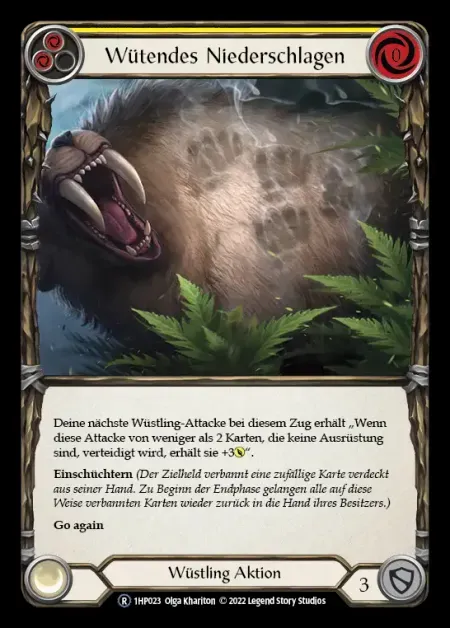 Wütendes Niederschlagen
0
Deine nächste Wüstling-Attacke bei diesem Zug erhält „Wenn
diese Attacke von weniger als 2 Karten, die keine Ausrüstung
sind, verteidigt wird, erhält sie +3“.
Einschüchtern (Der Zielheld verbannt eine zufällige Karte verdeckt
aus seiner Hand. Zu Beginn der Endphase gelangen alle auf diese
Weise verbannten Karten wieder zurück in die Hand ihres Besitzers.)
Go again
Wüstling Aktion
3
R 1HP023 Olga Khariton © 2022 Legend Story Studios